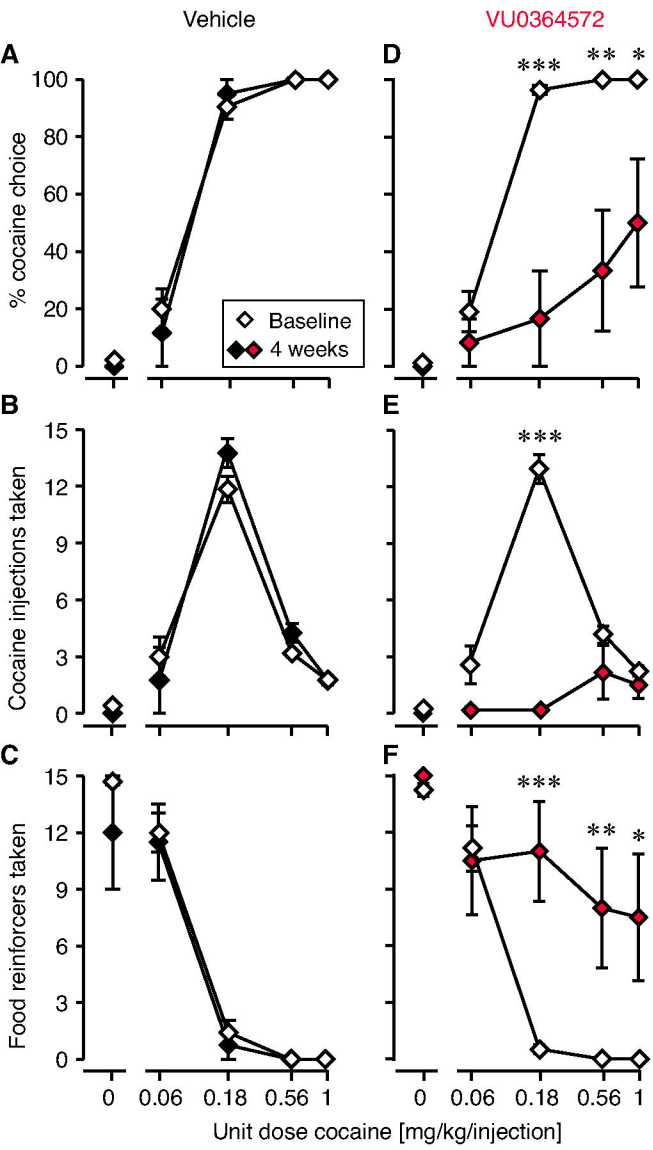 Vehicle VU0364572
A D
*** ** *
100
80
60
40
20
0
% cocaine choice
Baseline
4 weeks
B E
***
15
12
9
6
3
0
Cocaine injections taken
C F
*** ** *
15
12
9
6
3
0
Food reinforcers taken
0 0.06 0.18 0.56 1 0 0.06 0.18 0.56 1
Unit dose cocaine [mg/kg/injection]